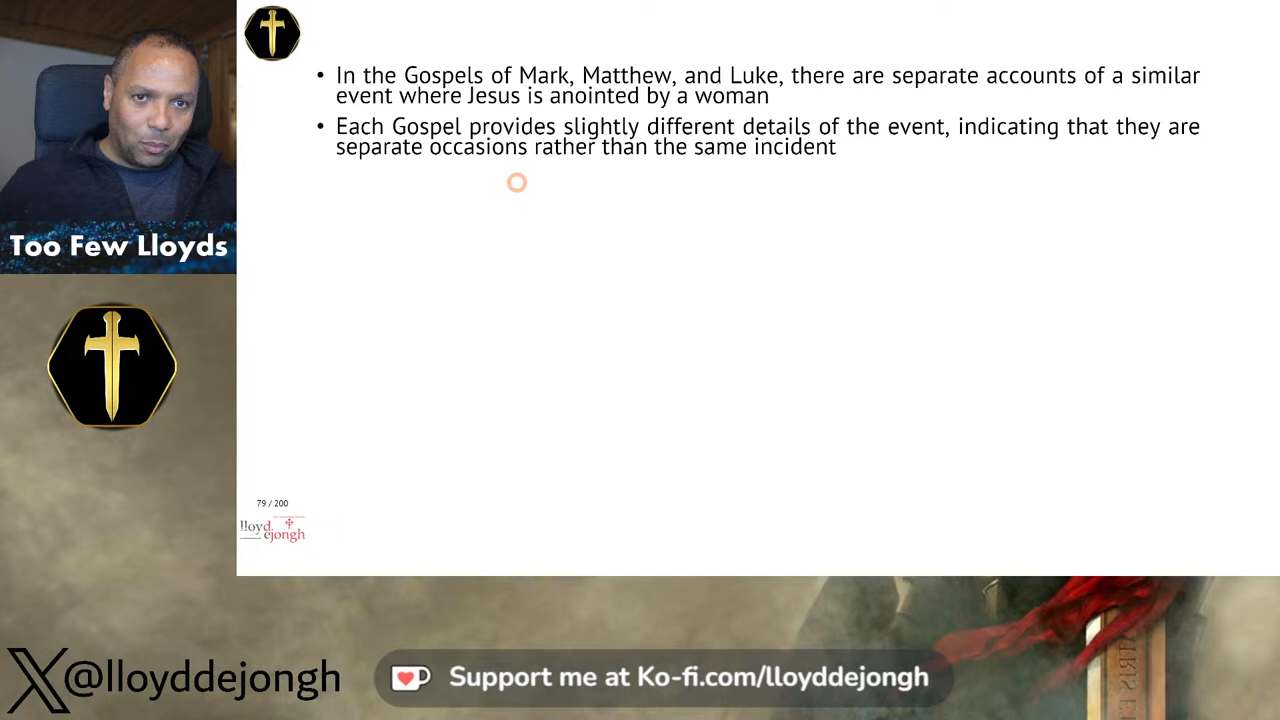 • In the Gospels of Mark, Matthew, and Luke, there are separate accounts of a similar
event where Jesus is anointed by a woman
• Each Gospel provides slightly different details of the event, indicating that they are
separate occasions rather than the same incident
Too Few Lloyds
79 / 200
lloyd
ejongh
X@lloyddejongh
Support me at Ko-fi.com/lloyddejongh